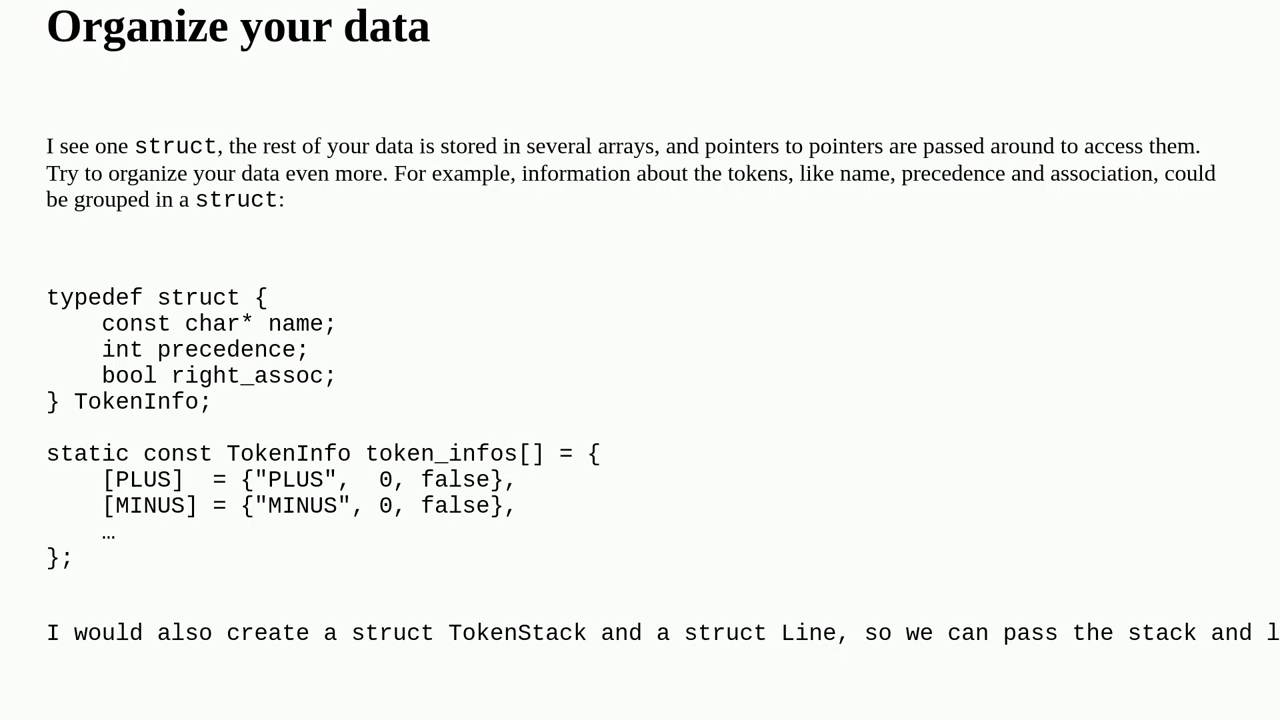 Organize your data
I see one struct, the rest of your data is stored in several arrays, and pointers to pointers are passed around to access them.
Try to organize your data even more. For example, information about the tokens, like name, precedence and association, could
be grouped in a struct:
typedef struct {
    const char* name;
    int precedence;
    bool right_assoc;
} TokenInfo;
static const TokenInfo token_infos[] = {
    [PLUS]  = {"PLUS",  0, false},
    [MINUS] = {"MINUS", 0, false},
    …
};
I would also create a struct TokenStack and a struct Line, so we can pass the stack and